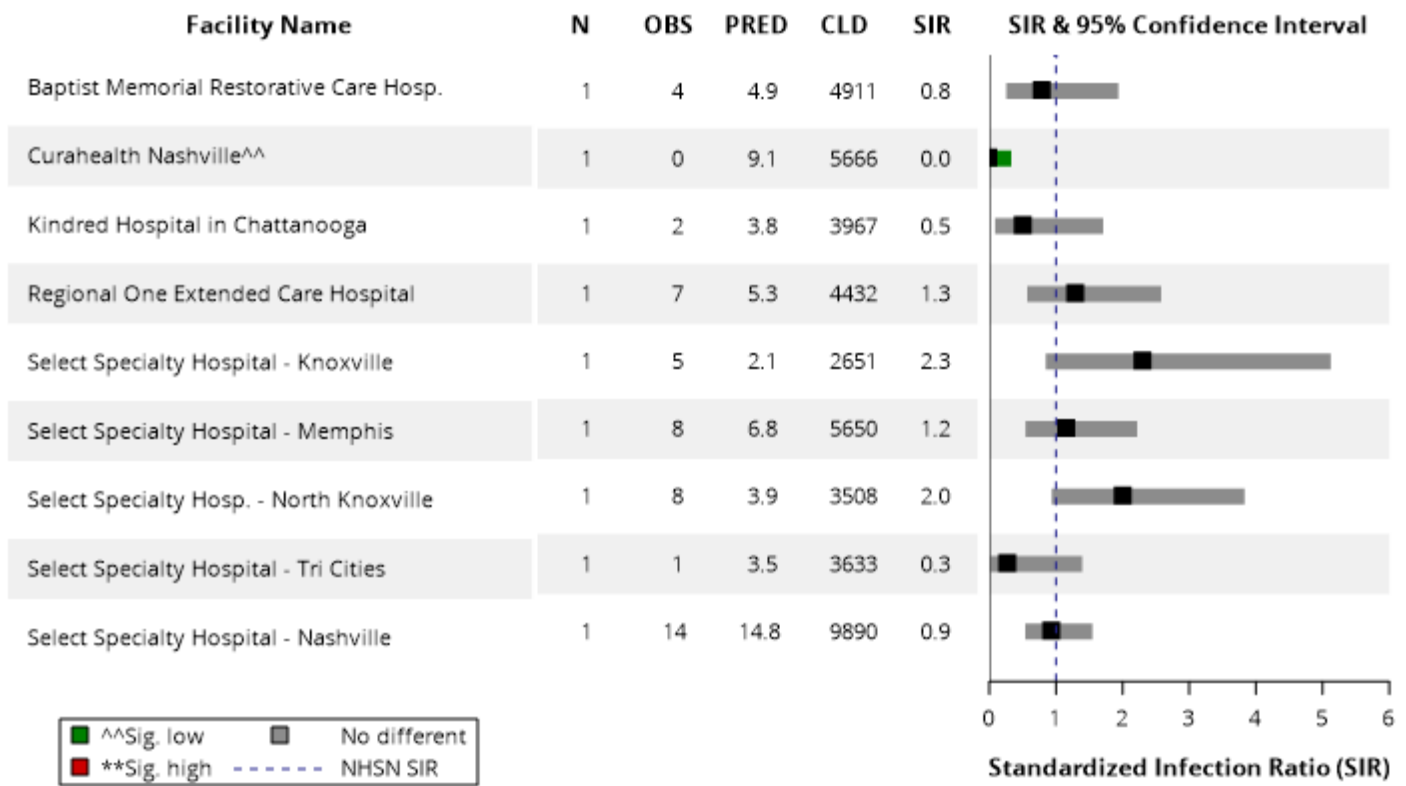 Facility Name N OBS PRED CLD SIR SIR & 95% Confidence Interval
Baptist Memorial Restorative Care Hosp. 1 4 4.9 4911 0.8
Curahealth Nashville^^ 1 0 9.1 5666 0.0
Kindred Hospital in Chattanooga 1 2 3.8 3967 0.5
Regional One Extended Care Hospital 1 7 5.3 4432 1.3
Select Specialty Hospital - Knoxville 1 5 2.1 2651 2.3
Select Specialty Hospital - Memphis 1 8 6.8 5650 1.2
Select Specialty Hosp. - North Knoxville 1 8 3.9 3508 2.0
Select Specialty Hospital - Tri Cities 1 1 3.5 3633 0.3
Select Specialty Hospital - Nashville 1 14 14.8 9890 0.9
0 1 2 3 4 5 6
Standardized Infection Ratio (SIR)
^^Sig. low No different
**Sig. high NHSN SIR